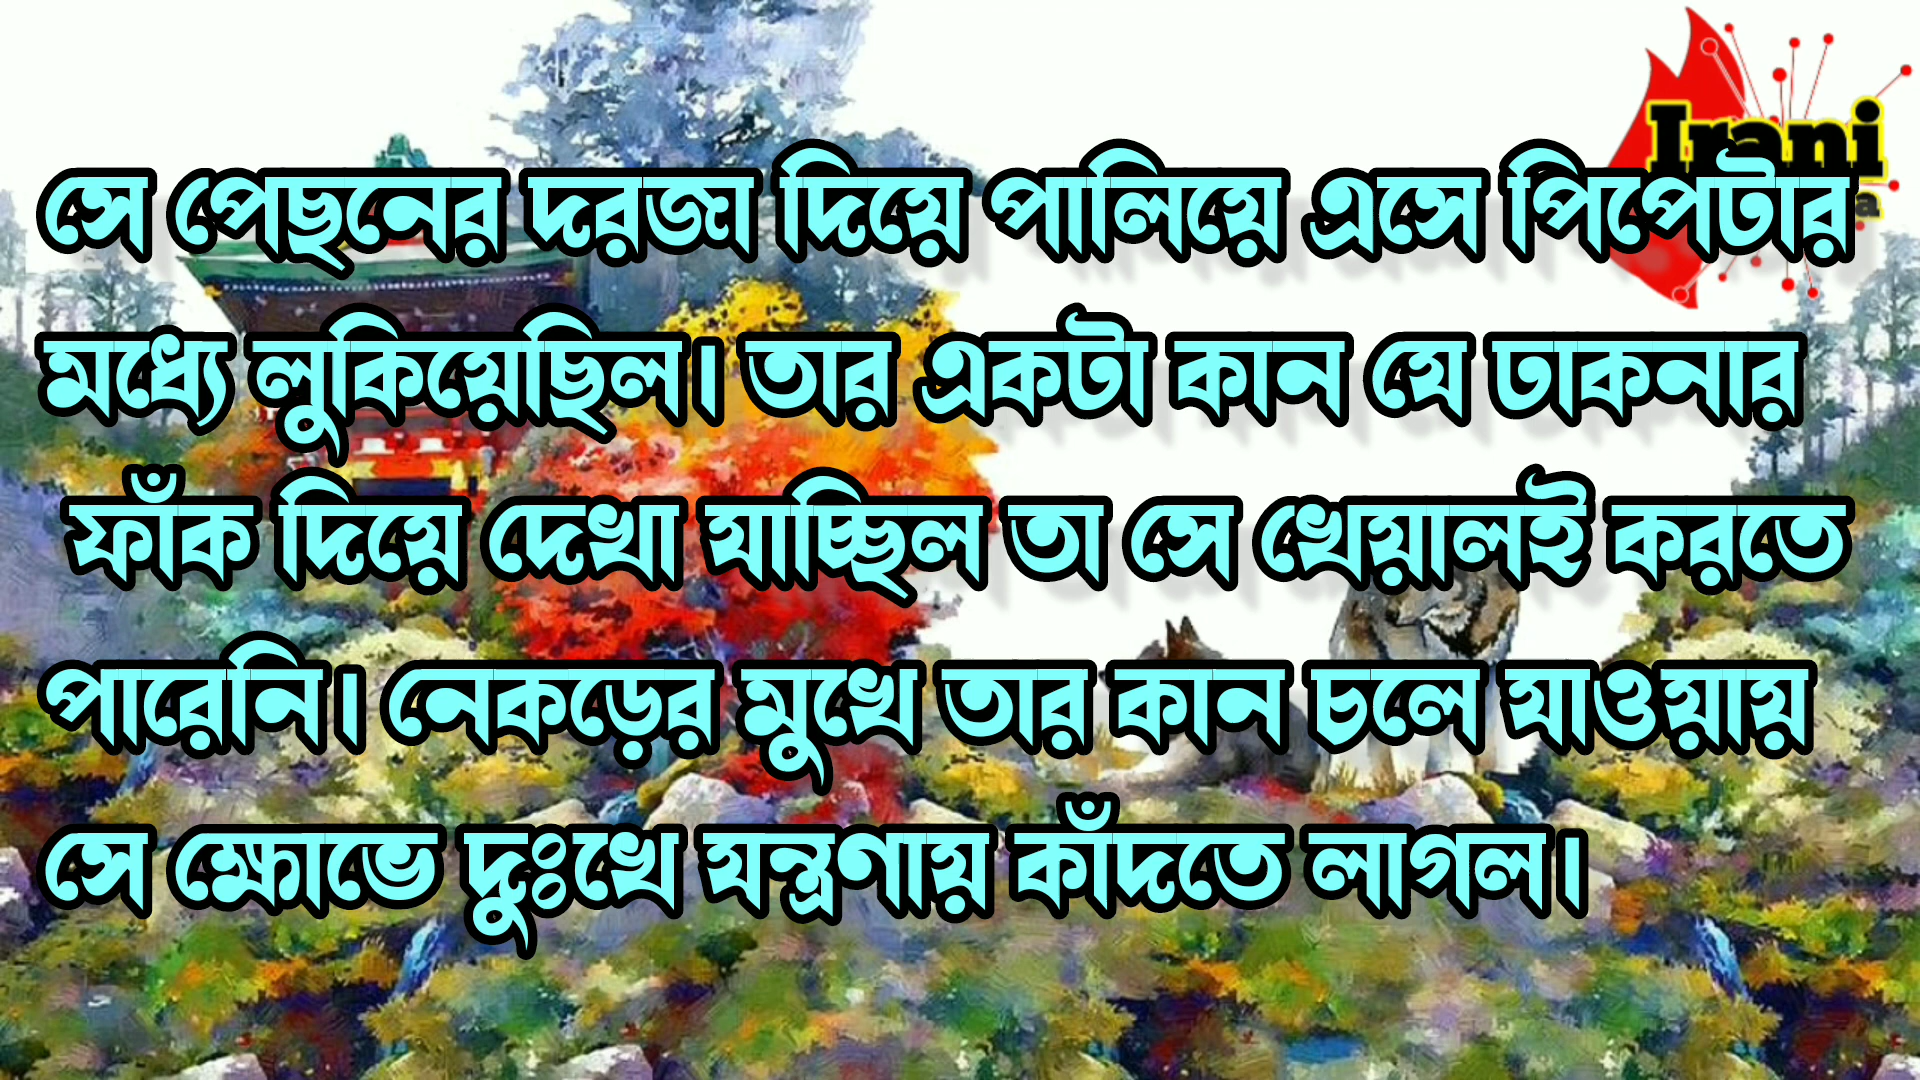 Irani
সে পেছনের দরজা দিয়ে পালিয়ে এসে পিপেটার
মধ্যে লুকিয়েছিল। তার একটা কান যে ঢাকনার
ফাঁক দিয়ে দেখা যাচ্ছিল তা সে খেয়ালই করতে
পারেনি। নেকড়ের মুখে তার কান চলে যাওয়ায়
সে ক্ষোভে দুঃখে যন্ত্রণায় কাঁদতে লাগল।